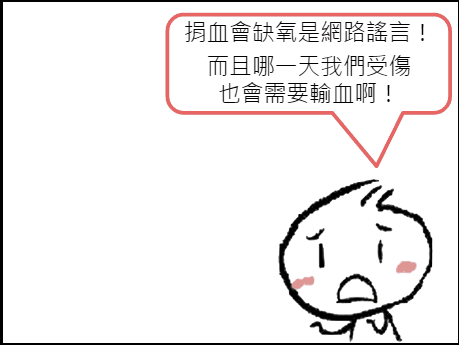 捐血會缺氧是網路謠言！
而且哪一天我們受傷
也會需要輸血啊！